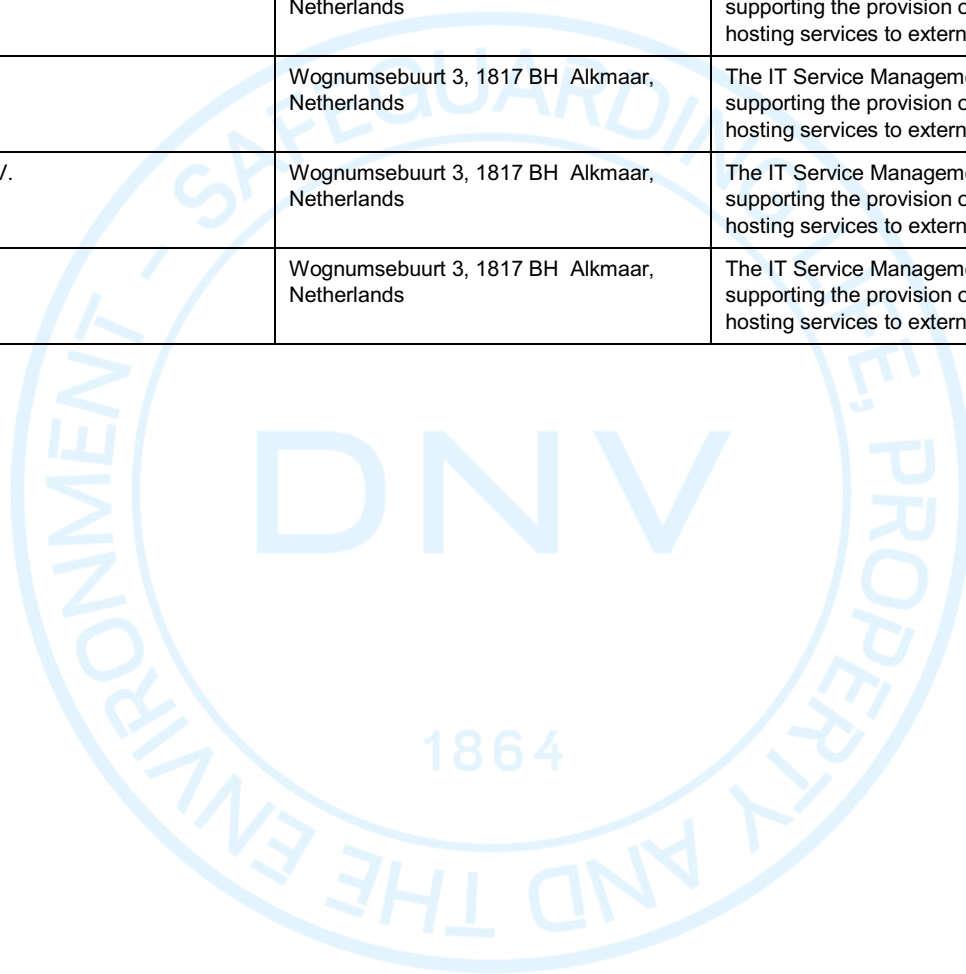 Netherlands
supporting the provision o
hosting services to extern
Wognumsebuurt 3, 1817 BH Alkmaar,
Netherlands
The IT Service Manageme
supporting the provision o
hosting services to extern
V.
Wognumsebuurt 3, 1817 BH Alkmaar,
Netherlands
The IT Service Manageme
supporting the provision o
hosting services to extern
Wognumsebuurt 3, 1817 BH Alkmaar,
Netherlands
The IT Service Manageme
supporting the provision o
hosting services to extern
SAFEGUARDING LIFE, PROPERTY AND THE ENVIRONMENT –
DNV
1864